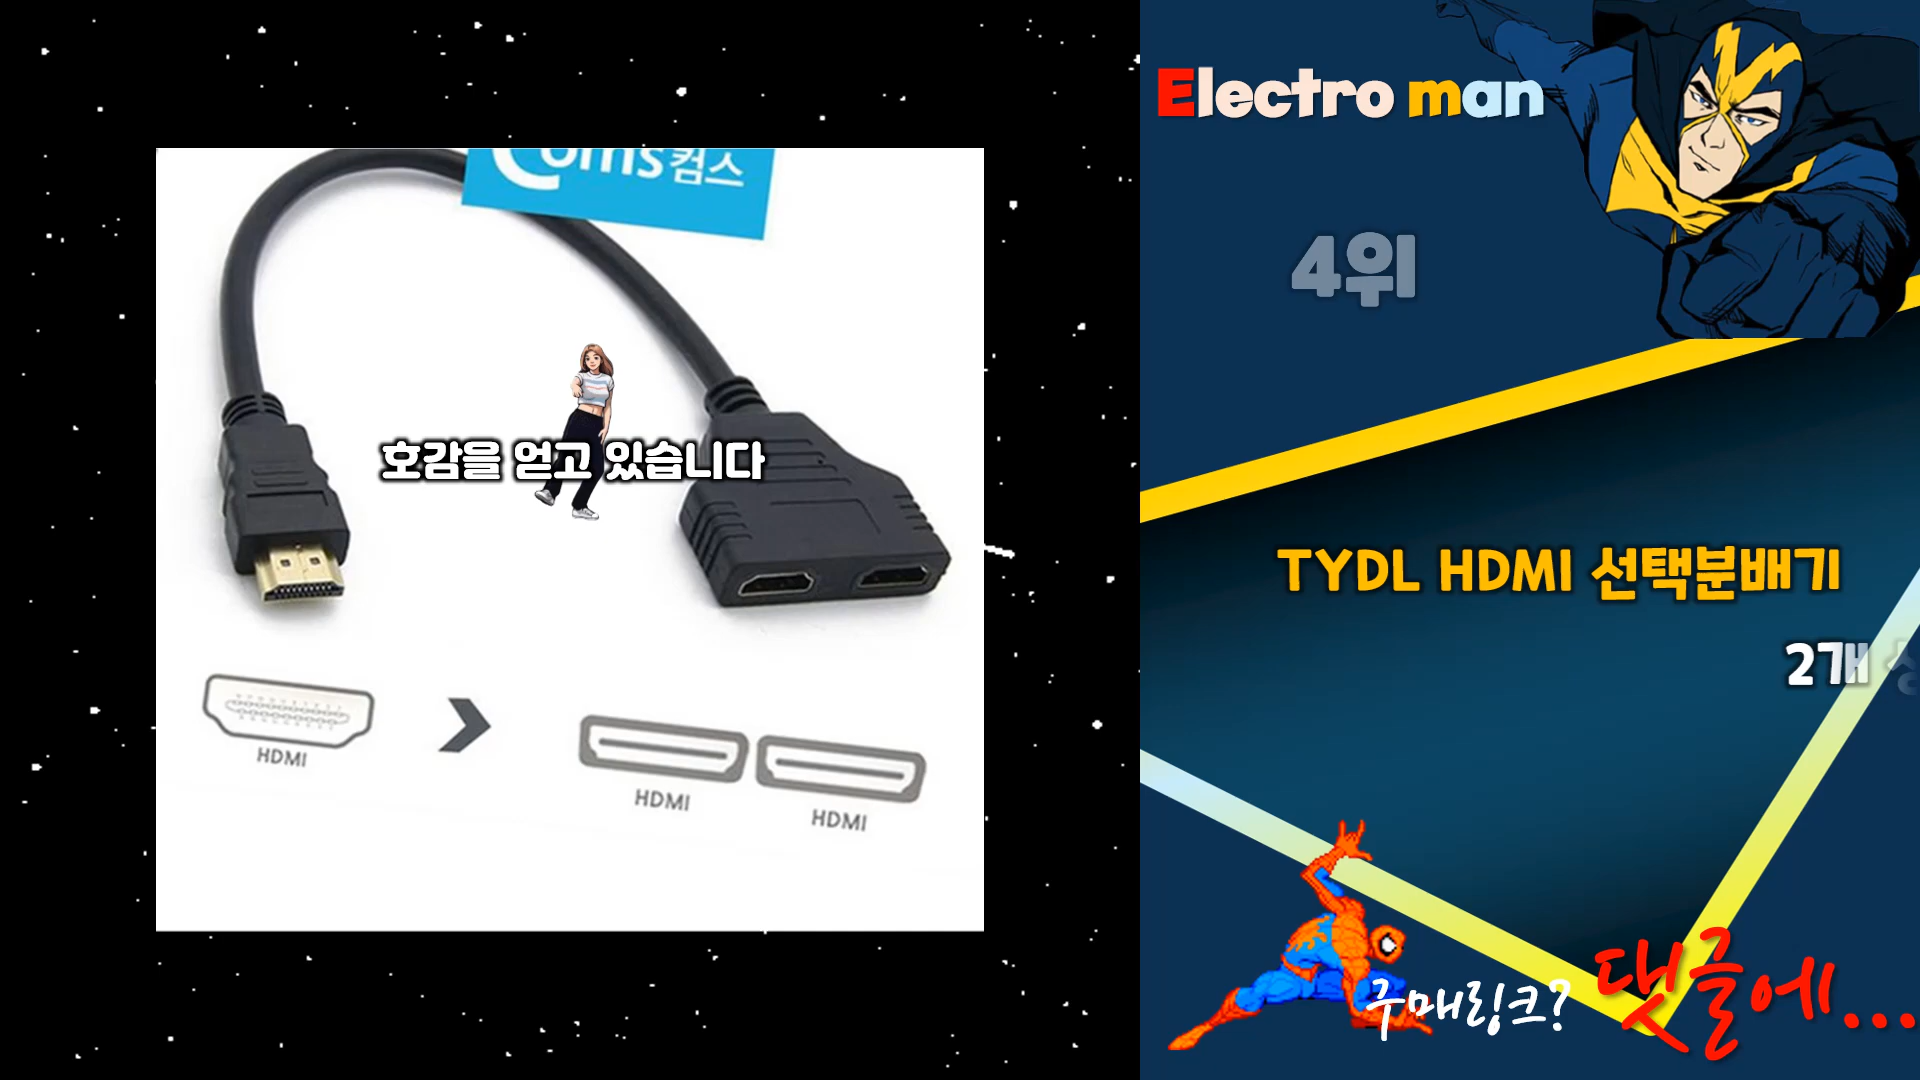 Coms컴스
호감을 얻고 있습니다
HDMI
HDMI
HDMI
Electro man
4위
TYDL HDMI 선택분배기
2개
구매링크? 댓글에...